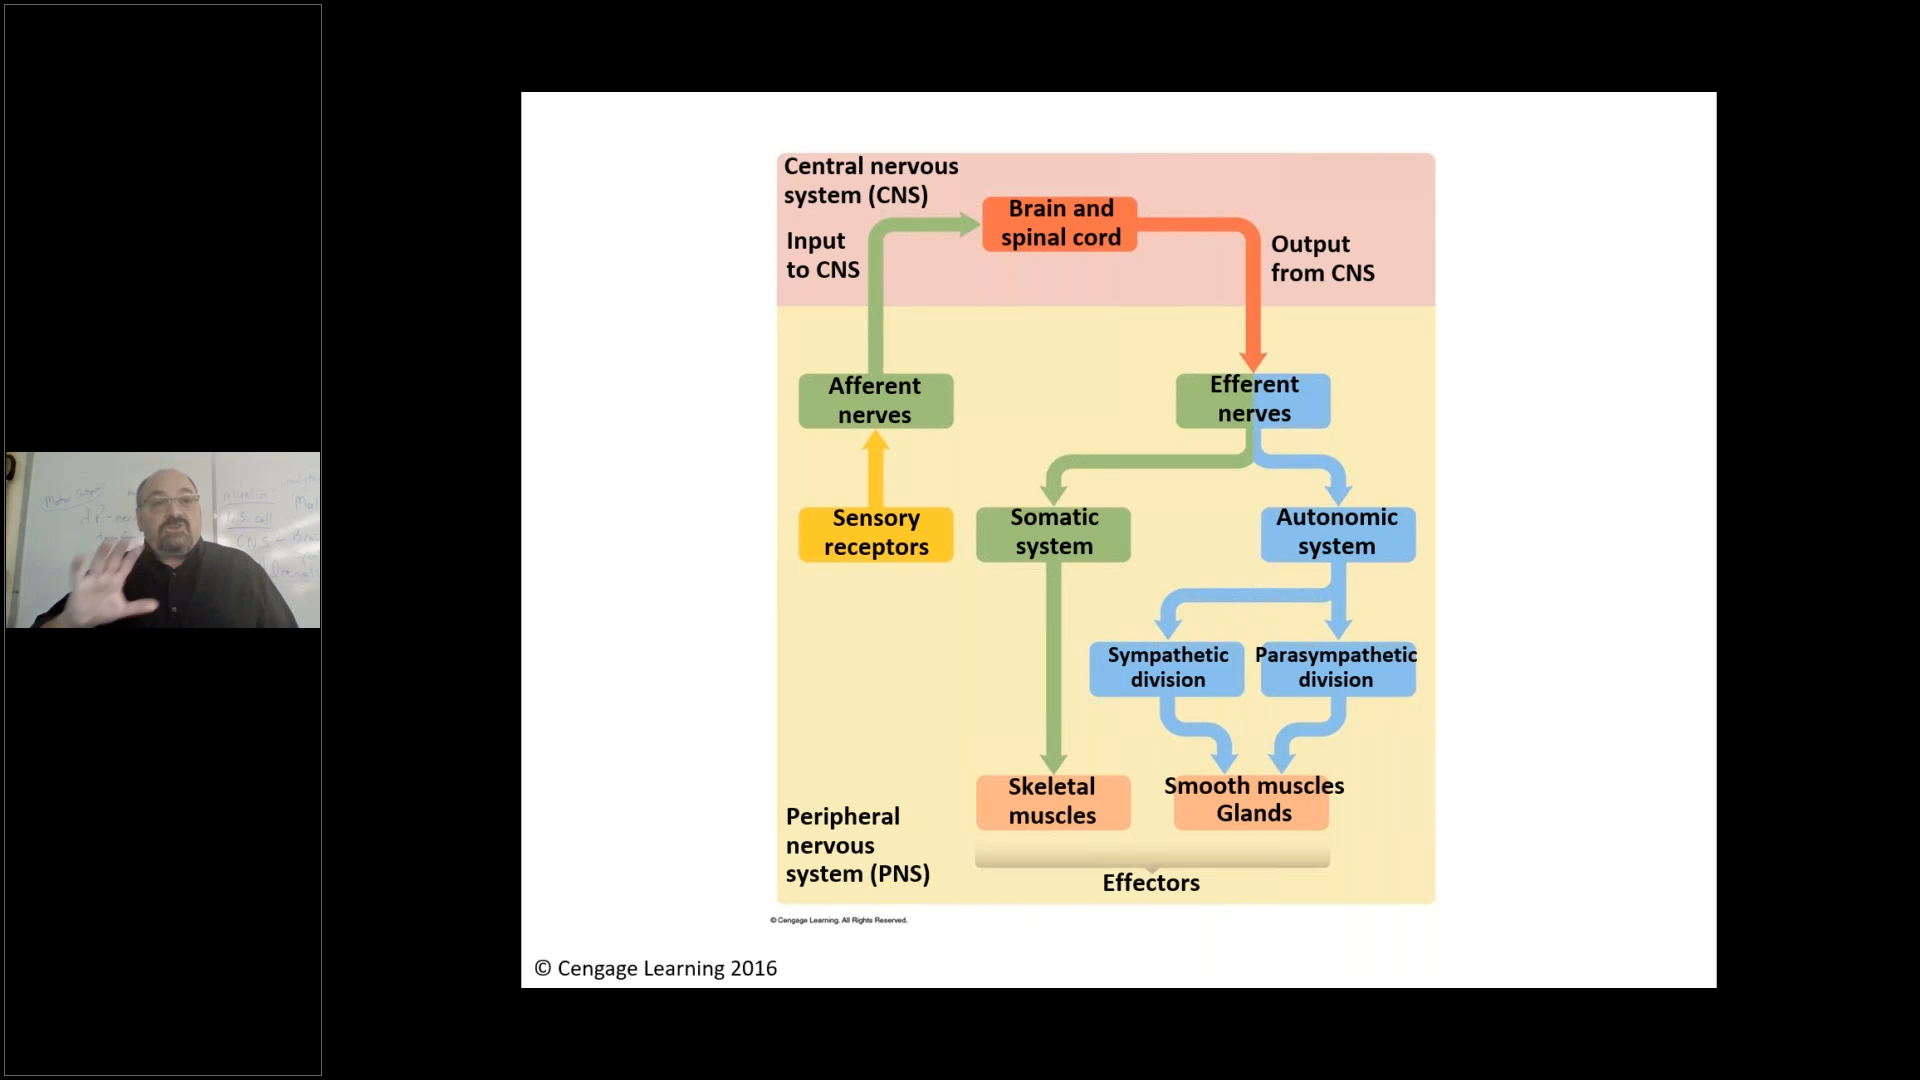 Central nervous
system (CNS)
Brain and
spinal cord
Input
to CNS
Output
from CNS
Afferent
nerves
Efferent
nerves
Sensory
receptors
Somatic
system
Autonomic
system
Sympathetic
division
Parasympathetic
division
Skeletal
muscles
Smooth muscles
Glands
Peripheral
nervous
system (PNS)
Effectors
© Cengage Learning. All Rights Reserved.
© Cengage Learning 2016
myelin
CNS